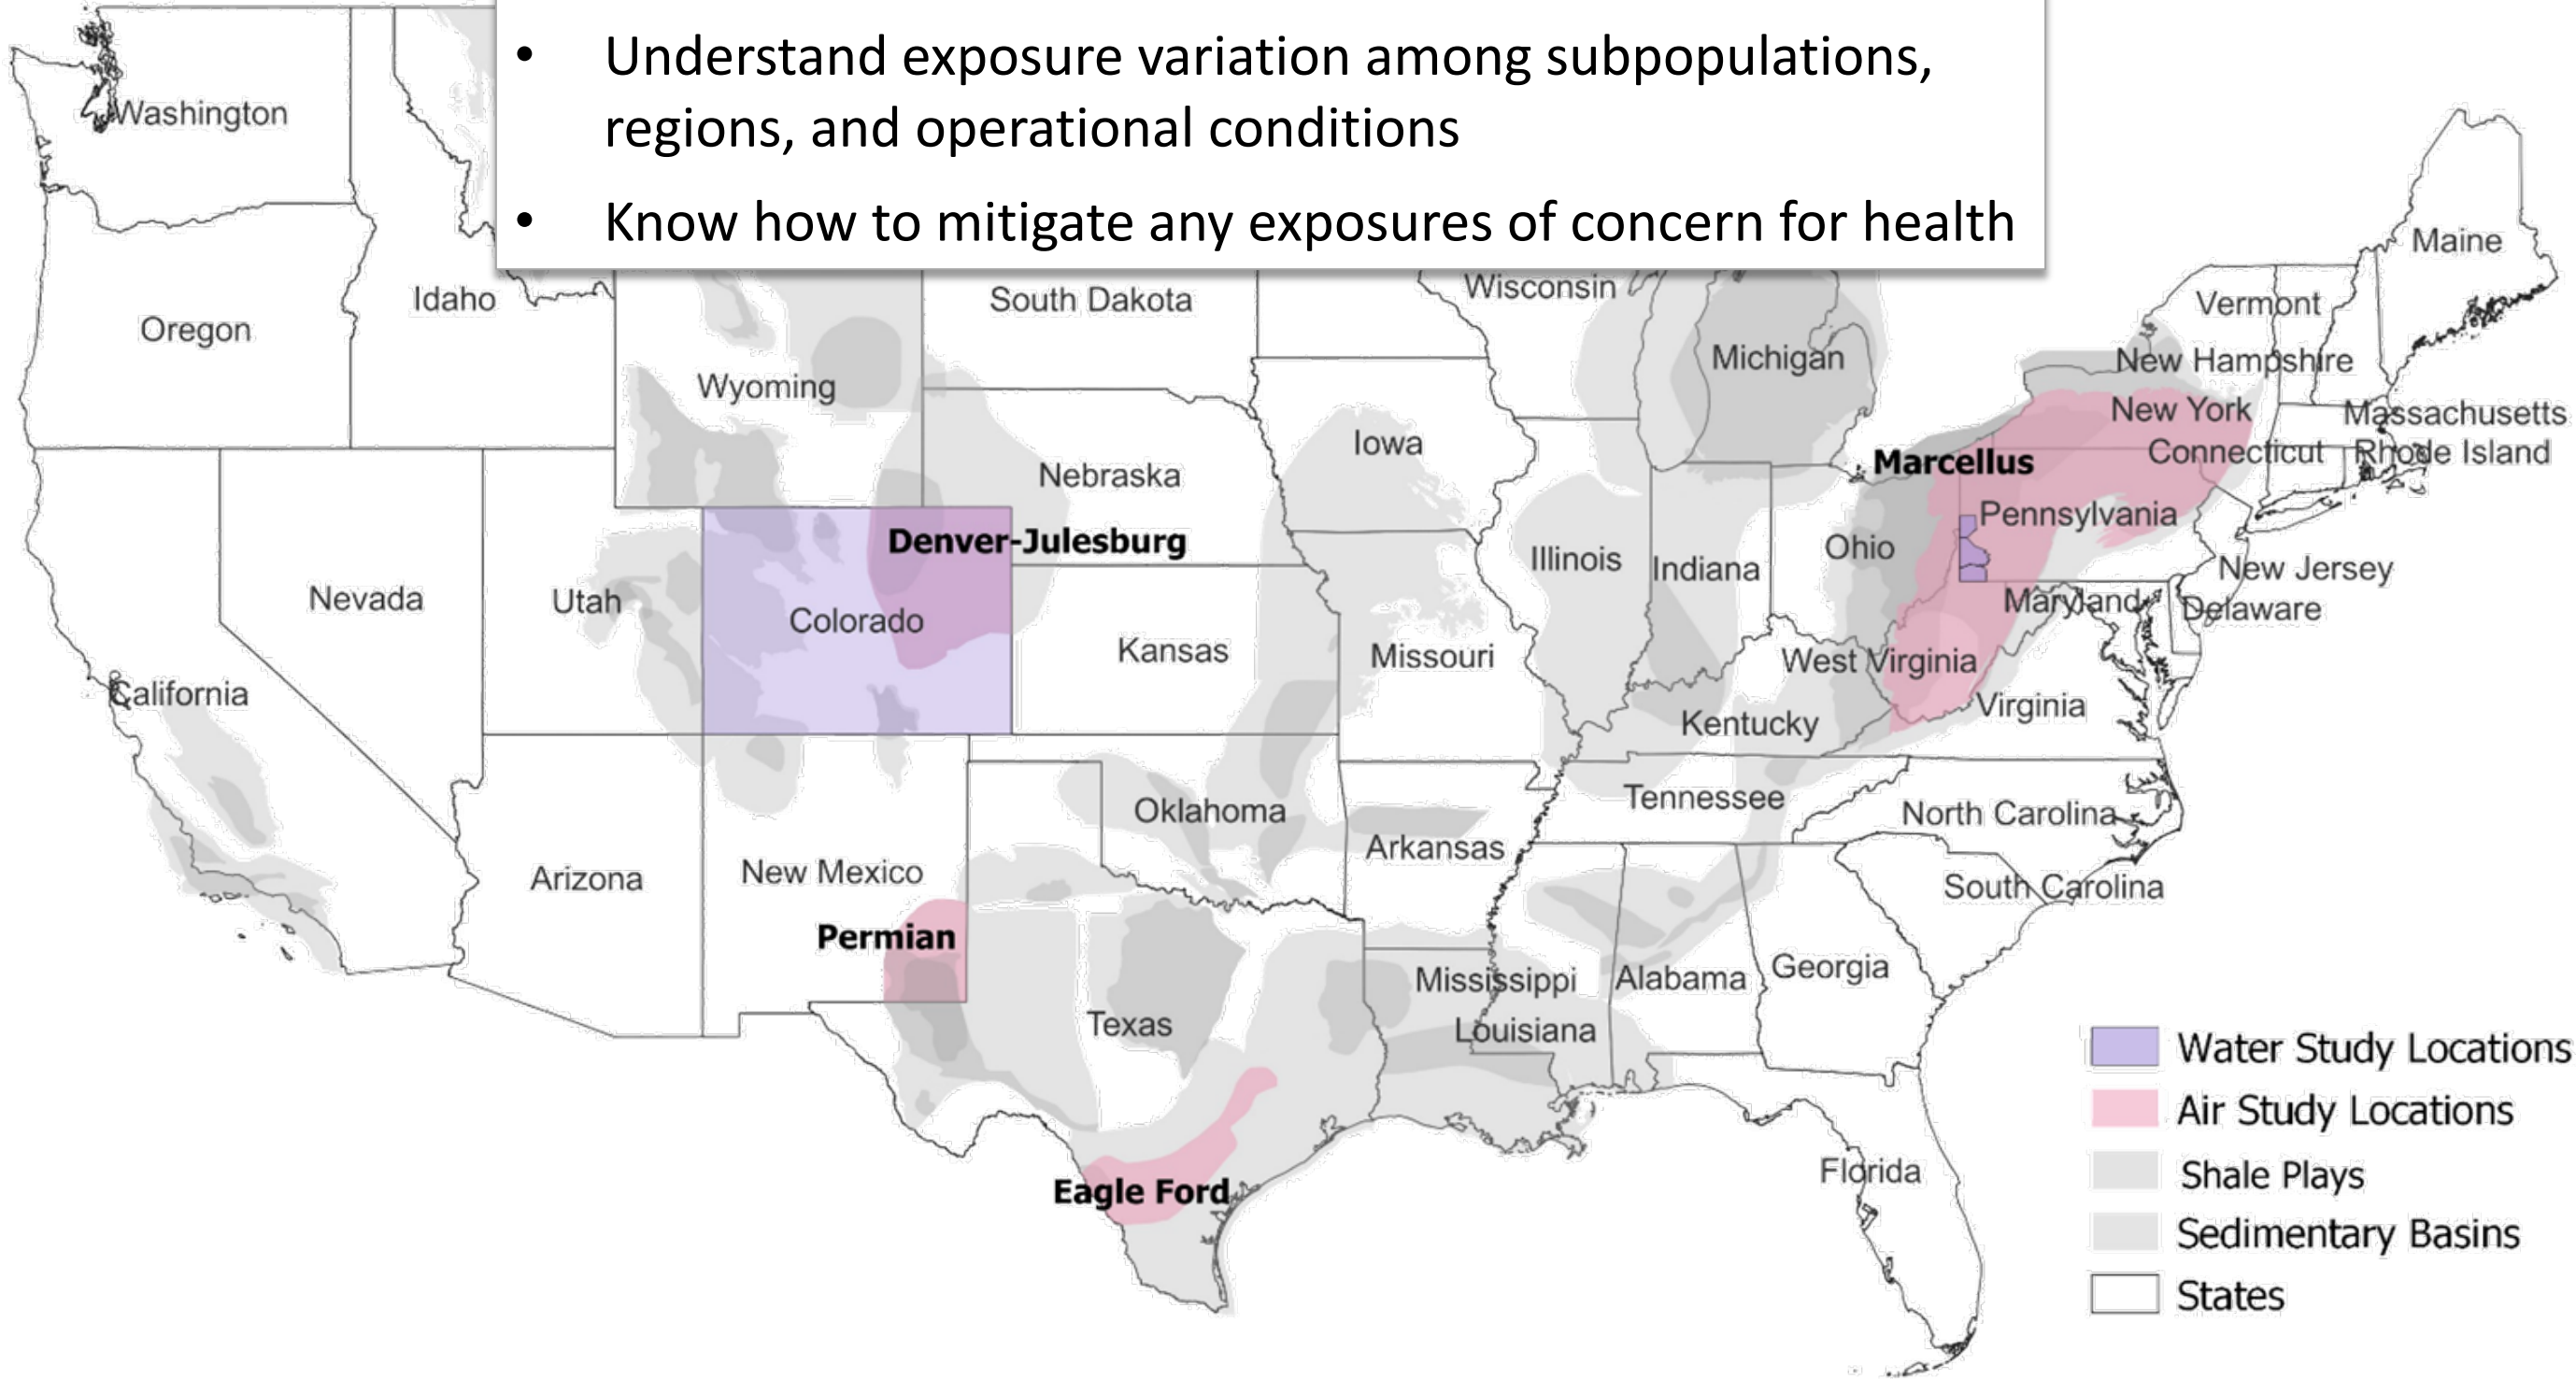 • Understand exposure variation among subpopulations,
regions, and operational conditions
• Know how to mitigate any exposures of concern for health
Washington
Maine
Idaho
South Dakota
Wisconsin
Vermont
Oregon
Michigan
New Hampshire
Wyoming
New York
Massachusetts
Iowa
Connecticut
Rhode Island
Marcellus
Nebraska
Pennsylvania
Denver-Julesburg
Ohio
Illinois
Indiana
New Jersey
Nevada
Utah
Maryland
Delaware
Colorado
Kansas
Missouri
West Virginia
California
Virginia
Kentucky
Tennessee
Oklahoma
North Carolina
Arkansas
New Mexico
Arizona
South Carolina
Permian
Mississippi
Alabama
Georgia
Texas
Louisiana
Florida
Eagle Ford
Water Study Locations
Air Study Locations
Shale Plays
Sedimentary Basins
States